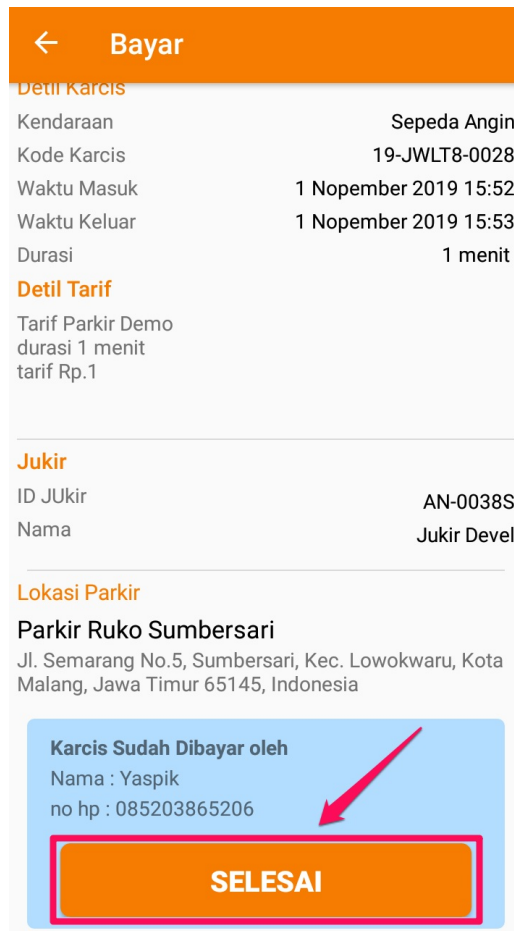 Bayar
Detil Karcis
Kendaraan Sepeda Angin
Kode Karcis 19-JWLT8-0028
Waktu Masuk 1 Nopember 2019 15:52
Waktu Keluar 1 Nopember 2019 15:53
Durasi 1 menit
Detil Tarif
Tarif Parkir Demo
durasi 1 menit
tarif Rp.1
Jukir
ID JUkir AN-0038S
Nama Jukir Devel
Lokasi Parkir
Parkir Ruko Sumbersari
Jl. Semarang No.5, Sumbersari, Kec. Lowokwaru, Kota
Malang, Jawa Timur 65145, Indonesia
Karcis Sudah Dibayar oleh
Nama : Yaspik
no hp : 085203865206
SELESAI